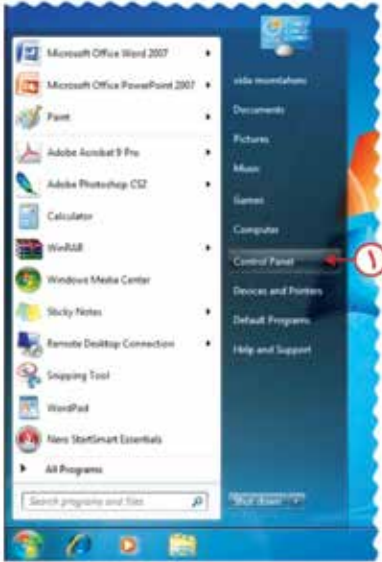 Microsoft Office Word 2007
Microsoft Office PowerPoint 2007
Paint
Adobe Acrobat 9 Pro
Adobe Photoshop CS2
Calculator
WinRAR
Windows Media Center
Sticky Notes
Remote Desktop Connection
Snipping Tool
WordPad
Nero StartSmart Essentials
All Programs
Search programs and files
Documents
Pictures
Music
Games
Computer
Control Panel
۱
Devices and Printers
Default Programs
Help and Support
Shut down